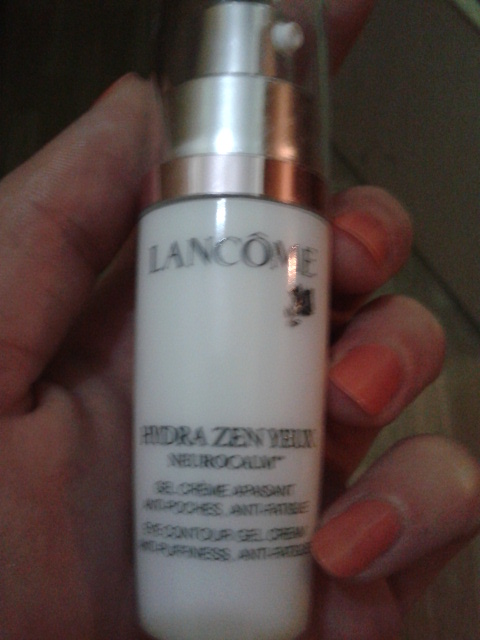 LANCÔME
HYDRA ZEN YEUX
NEUROCALM™
GEL CRÈME APAISANT
ANTI-POCHES, ANTI-FATIGUE
EYE CONTOUR GEL CREAM
ANTI-PUFFINESS, ANTI-FATIGUE